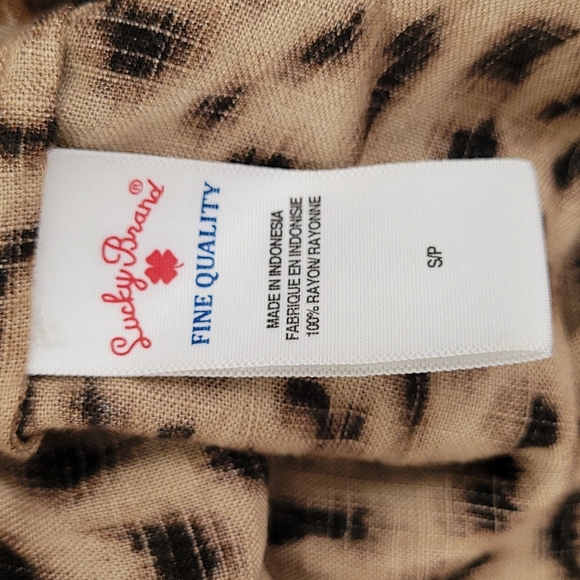 Lucky Brand®
FINE QUALITY
MADE IN INDONESIA
FABRIQUE EN INDONISIE
100% RAYON/ RAYONNE
S/P